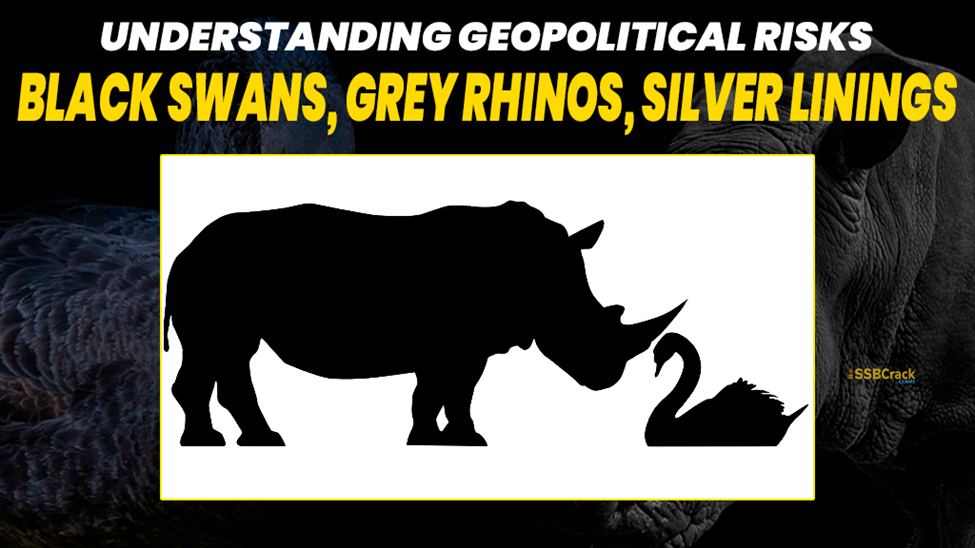 UNDERSTANDING GEOPOLITICAL RISKS
BLACK SWANS, GREY RHINOS, SILVER LININGS
SSBCrack